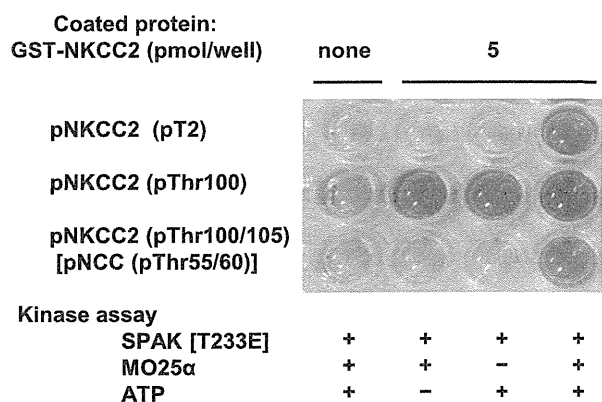 Coated protein:
GST-NKCC2 (pmol/well) none 5
pNKCC2 (pT2)
pNKCC2 (pThr100)
pNKCC2 (pThr100/105)
[pNCC (pThr55/60)]
Kinase assay
SPAK [T233E] + + + +
MO25α + + − +
ATP + − + +